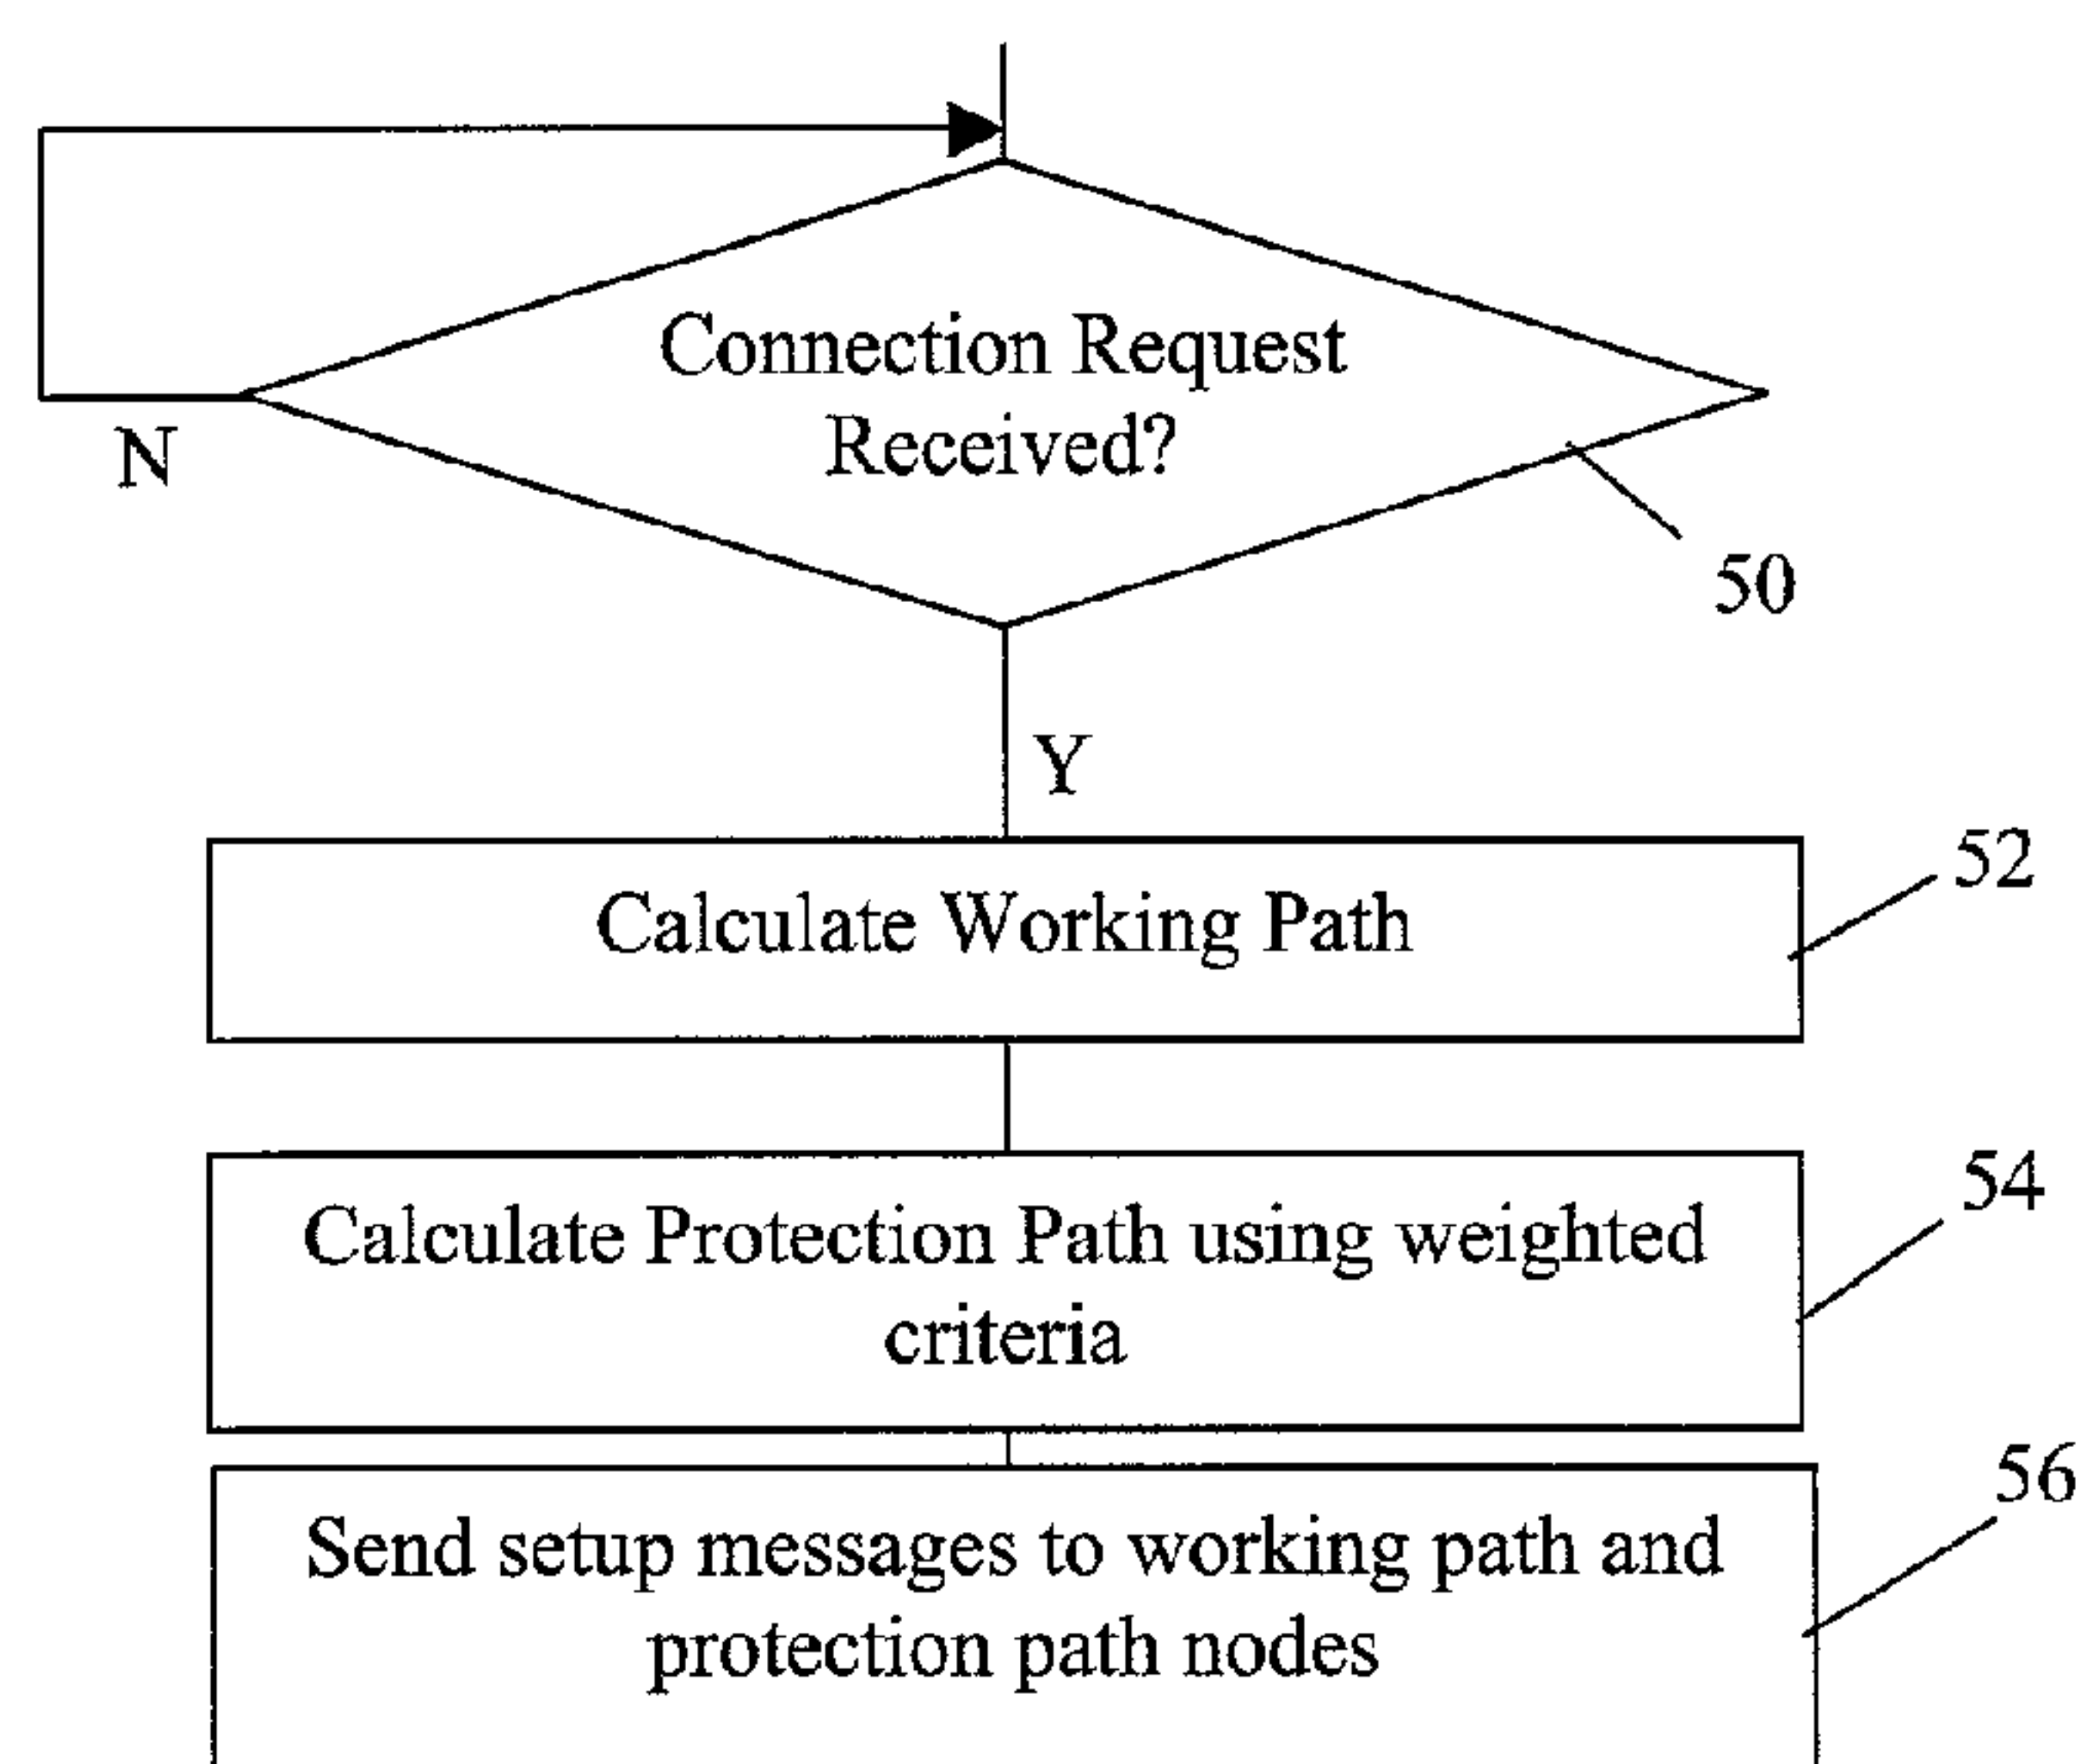 Connection Request
Received?
N
50
Y
52
Calculate Working Path
54
Calculate Protection Path using weighted
criteria
56
Send setup messages to working path and
protection path nodes